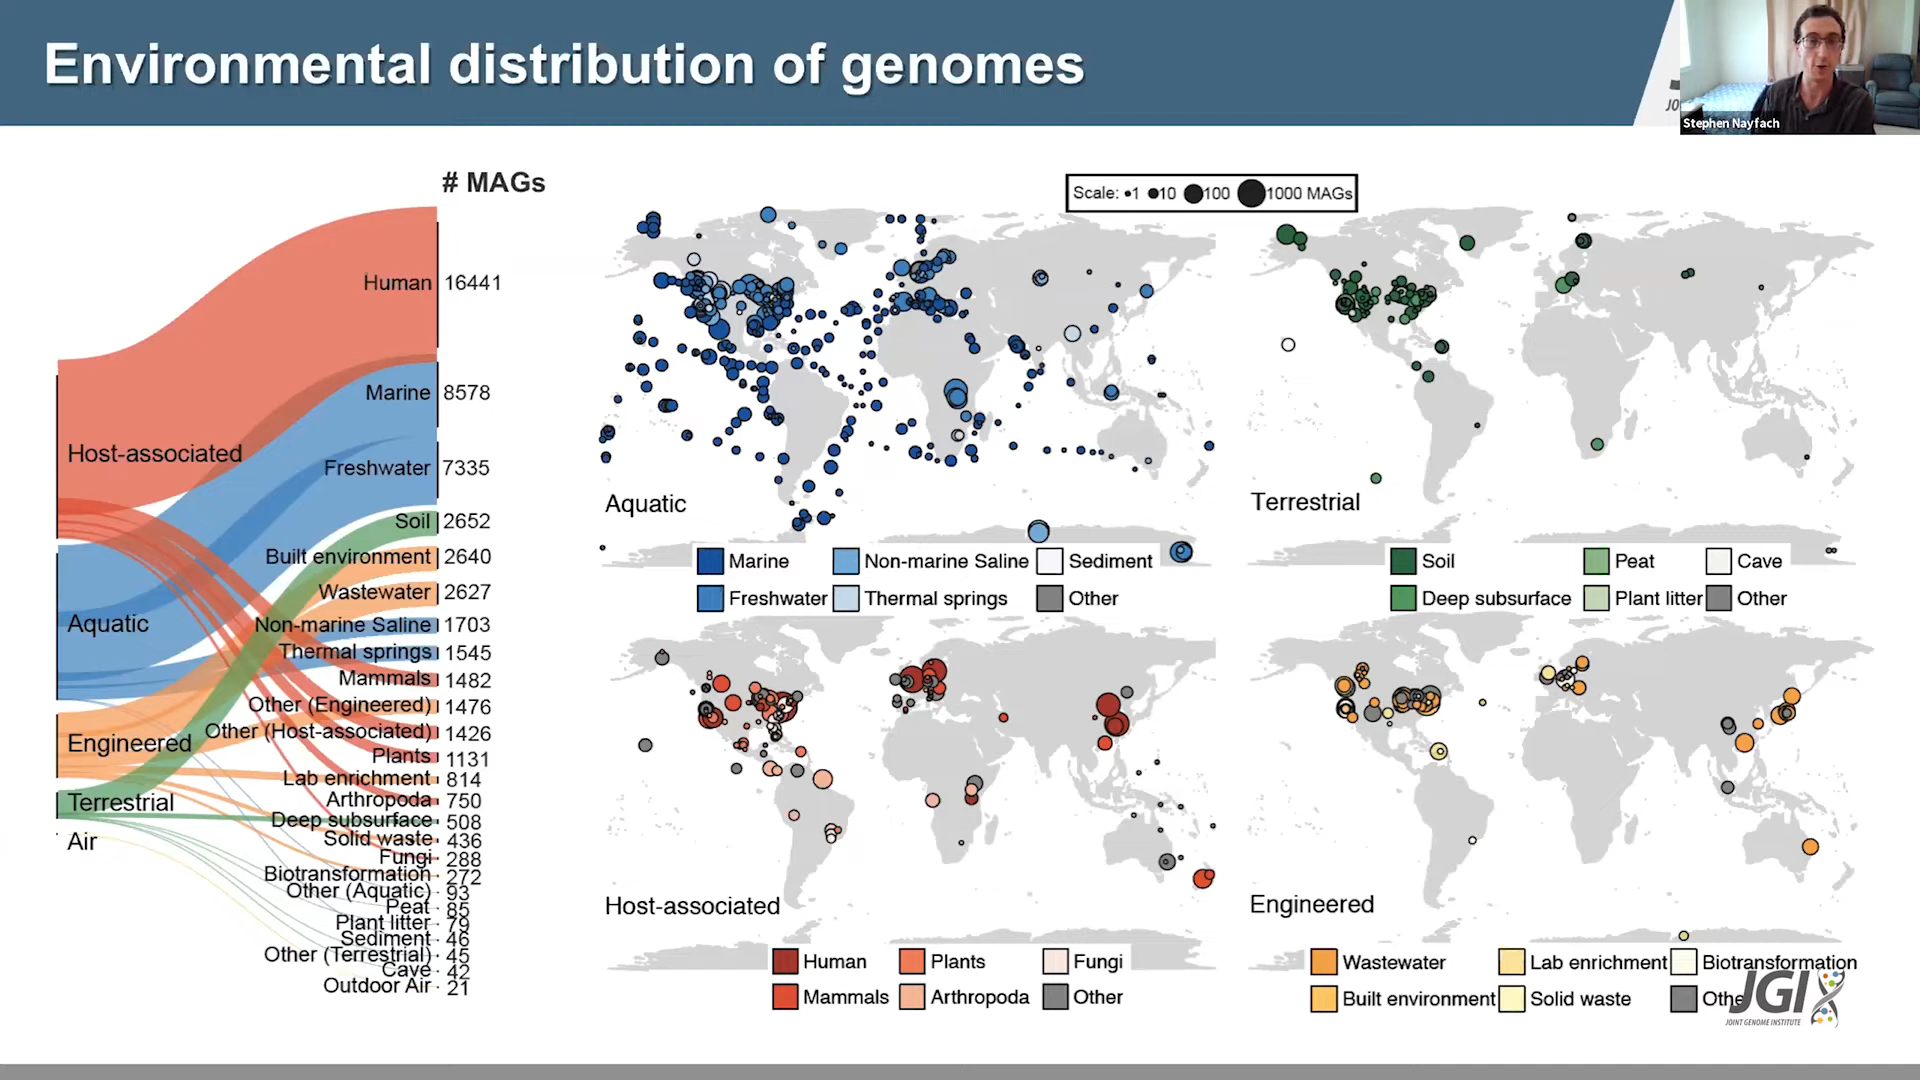 Environmental distribution of genomes
Stephen Nayfach
# MAGs
Human 16441
Marine 8578
Host-associated
Freshwater 7335
Soil 2652
Built environment 2640
Wastewater 2627
Aquatic
Non-marine Saline 1703
Thermal springs 1545
Mammals 1482
Other (Engineered) 1476
Other (Host-associated) 1426
Engineered
Plants 1131
Lab enrichment 814
Terrestrial
Arthropoda 750
Deep subsurface 508
Air
Solid waste 436
Fungi 288
Biotransformation 272
Other (Aquatic) 93
Peat 85
Plant litter 79
Sediment 46
Other (Terrestrial) 45
Cave 42
Outdoor Air 21
Scale: 1 10 100 1000 MAGs
Aquatic
Marine Non-marine Saline Sediment
Freshwater Thermal springs Other
Terrestrial
Soil Peat Cave
Deep subsurface Plant litter Other
Host-associated
Human Plants Fungi
Mammals Arthropoda Other
Engineered
Wastewater Lab enrichment Biotransformation
Built environment Solid waste Othe
JGI
JOINT GENOME INSTITUTE